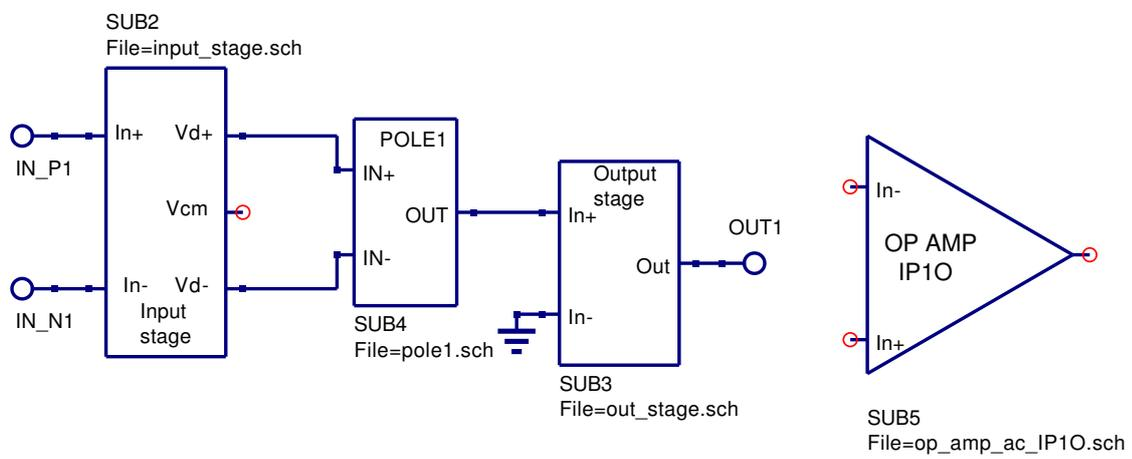 SUB2
File=input_stage.sch
In+
Vd+
Vcm
In-
Vd-
Input
stage
IN_P1
IN_N1
POLE1
IN+
OUT
IN-
SUB4
File=pole1.sch
Output
stage
In+
Out
In-
SUB3
File=out_stage.sch
OUT1
In-
OP AMP
IP1O
In+
SUB5
File=op_amp_ac_IP1O.sch